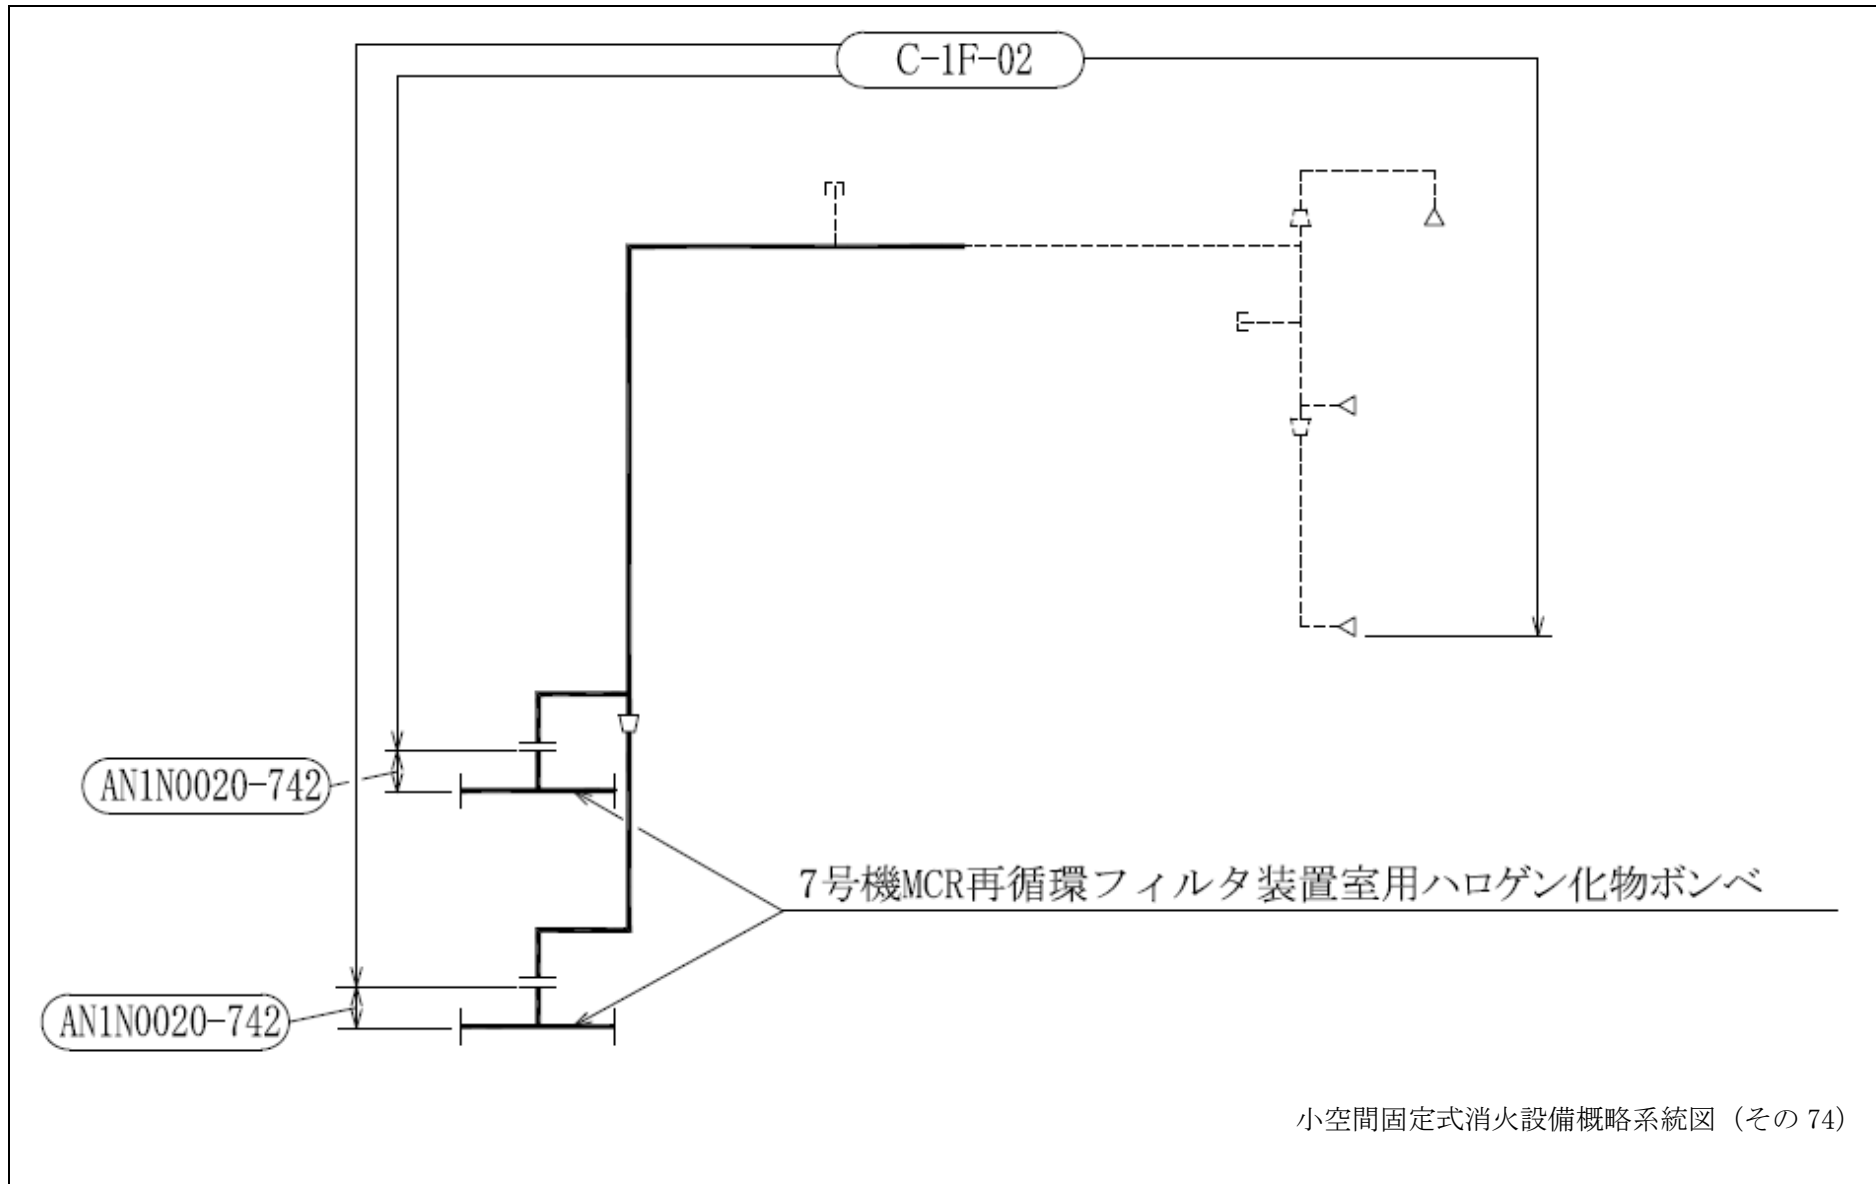 C-1F-02
AN1N0020-742
7号機MCR再循環フィルタ装置室用ハロゲン化物ボンベ
AN1N0020-742
小空間固定式消火設備概略系統図（その 74）